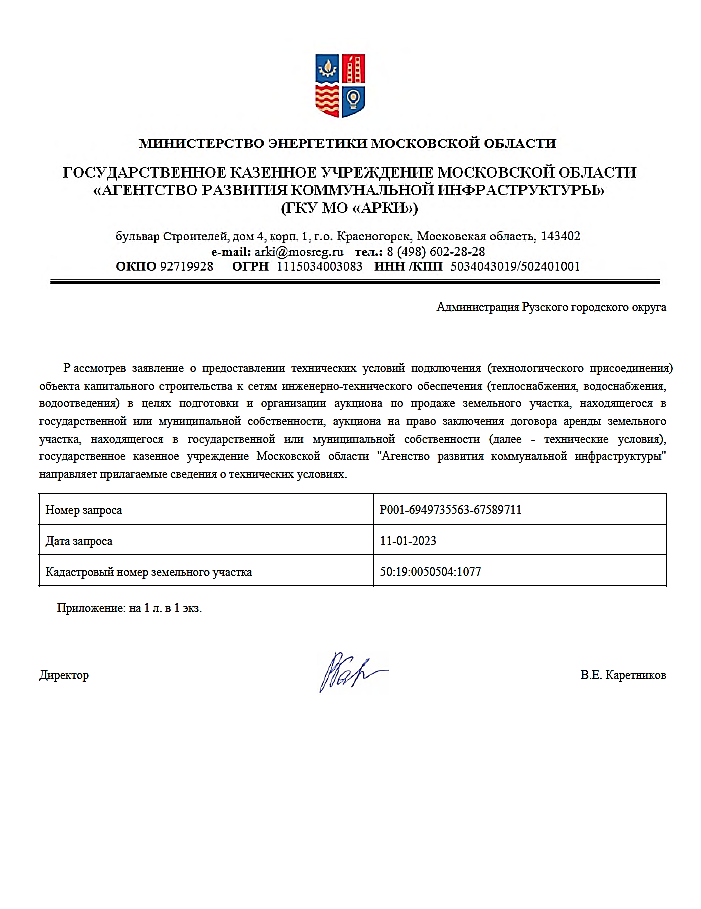 МИНИСТЕРСТВО ЭНЕРГЕТИКИ МОСКОВСКОЙ ОБЛАСТИ
ГОСУДАРСТВЕННОЕ КАЗЕННОЕ УЧРЕЖДЕНИЕ МОСКОВСКОЙ ОБЛАСТИ
«АГЕНТСТВО РАЗВИТИЯ КОММУНАЛЬНОЙ ИНФРАСТРУКТУРЫ»
(ГКУ МО «АРКИ»)
бульвар Строителей, дом 4, корп. 1, г.о. Красногорск, Московская область, 143402
e-mail: arki@mosreg.ru тел.: 8 (498) 602-28-28
ОКПО 92719928 ОГРН 1115034003083 ИНН /КПП 5034043019/502401001
Администрация Рузского городского округа
Рассмотрев заявление о предоставлении технических условий подключения (технологического присоединения)
объекта капитального строительства к сетям инженерно-технического обеспечения (теплоснабжения, водоснабжения,
водоотведения) в целях подготовки и организации аукциона по продаже земельного участка, находящегося в
государственной или муниципальной собственности, аукциона на право заключения договора аренды земельного
участка, находящегося в государственной или муниципальной собственности (далее - технические условия),
государственное казенное учреждение Московской области "Агенство развития коммунальной инфраструктуры"
направляет прилагаемые сведения о технических условиях.
Номер запроса P001-6949735563-67589711
Дата запроса 11-01-2023
Кадастровый номер земельного участка 50:19:0050504:1077
Приложение: на 1 л. в 1 экз.
Директор В.Е. Каретников